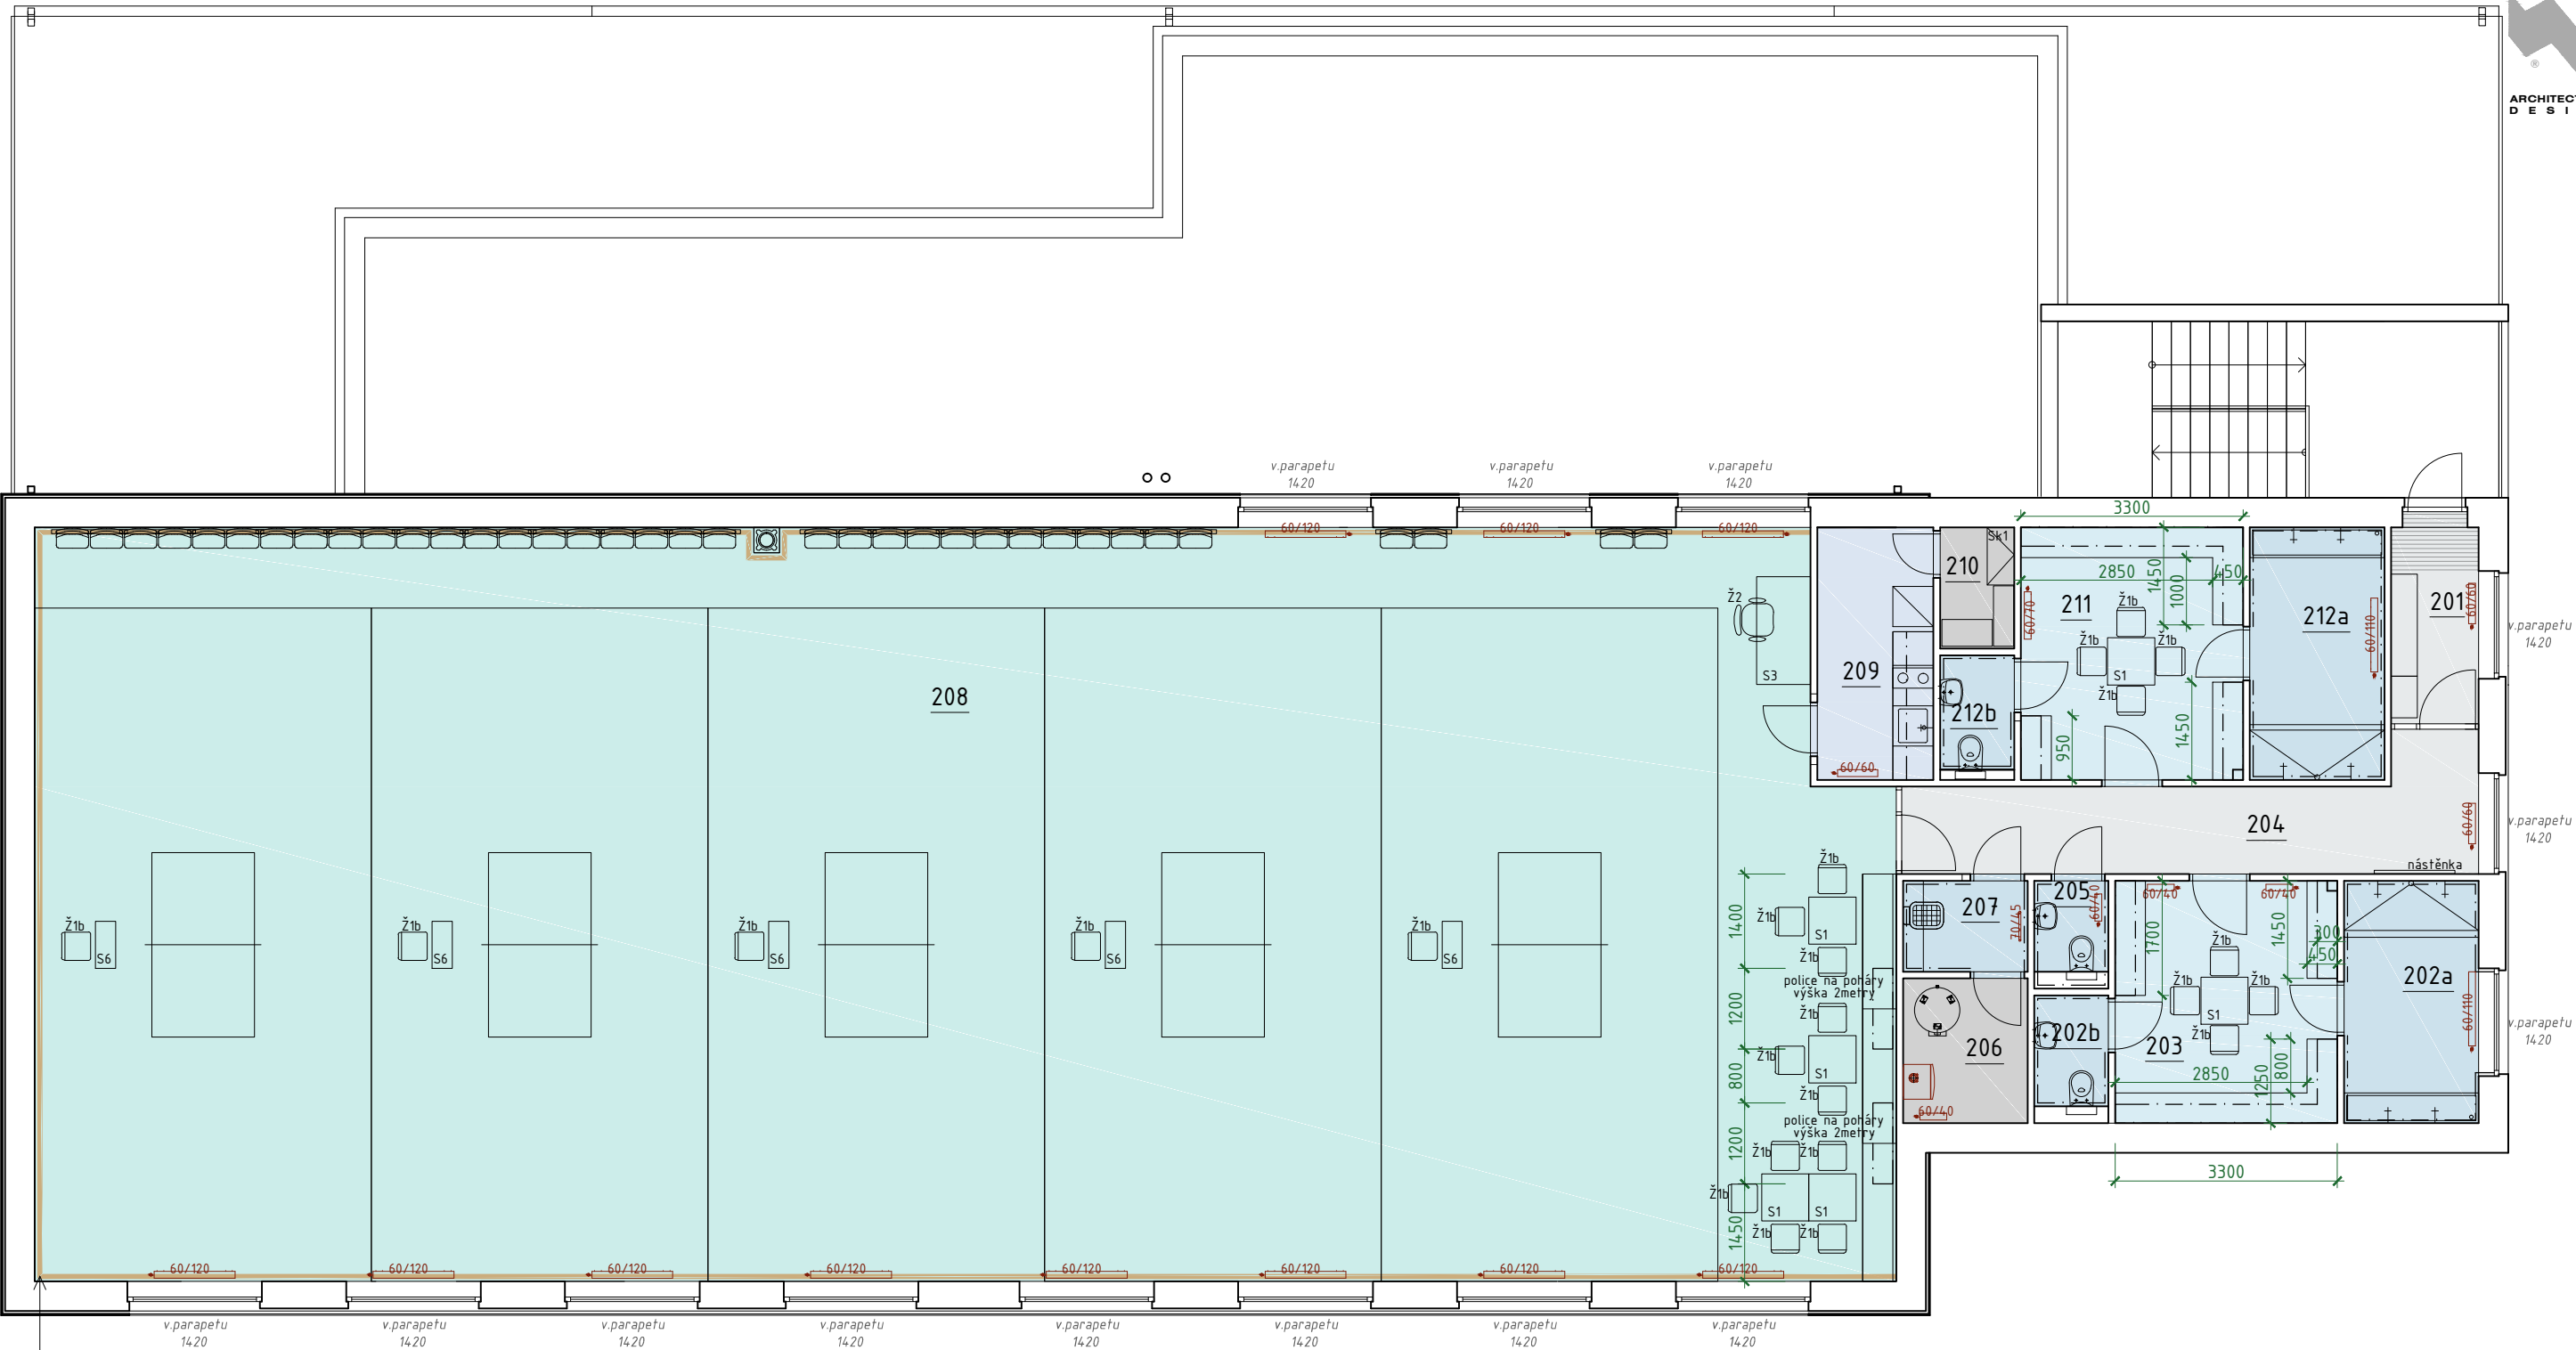 ®
ARCHITECT
D E S I
v.parapetu
1420
v.parapetu
1420
v.parapetu
1420
60/120
60/120
60/120
3300
Sk1
210
2850
450
1450
1000
60/70
211
Ž1b
Ž1b
Ž1b
S1
Ž1b
212a
60/110
201
60/60
v.parapetu
1420
Ž2
S3
209
208
212b
950
1450
60/60
204
60/60
v.parapetu
1420
nástěnka
Ž1b
S6
Ž1b
S6
Ž1b
S6
Ž1b
S6
Ž1b
S6
1400
Ž1b
Ž1b
S1
Ž1b
police na poháry
výška 2metry
1200
Ž1b
Ž1b
S1
800
Ž1b
police na poháry
výška 2metry
1200
Ž1b
Ž1b
Ž1b
S1
S1
1450
Ž1b
Ž1b
207
70/45
205
60/40
60/40
60/40
1700
1450
300
450
Ž1b
Ž1b
Ž1b
S1
Ž1b
202a
60/110
v.parapetu
1420
206
60/40
202b
203
2850
1250
800
3300
60/120
60/120
60/120
60/120
60/120
60/120
60/120
60/120
v.parapetu
1420
v.parapetu
1420
v.parapetu
1420
v.parapetu
1420
v.parapetu
1420
v.parapetu
1420
v.parapetu
1420
v.parapetu
1420